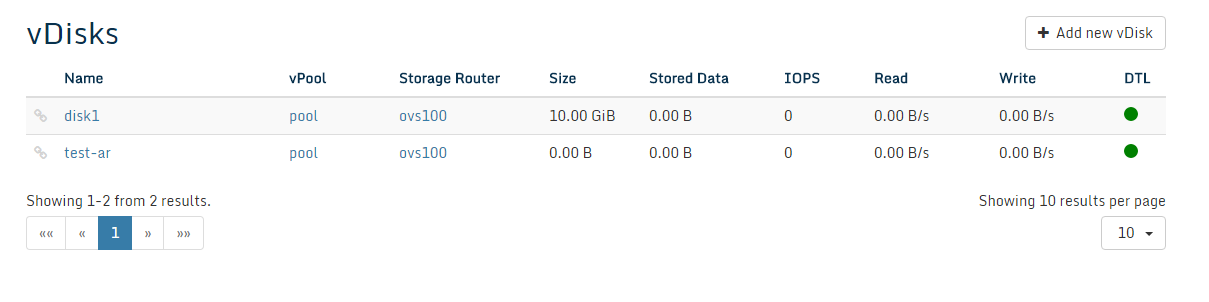 vDisks
+ Add new vDisk
Name vPool Storage Router Size Stored Data IOPS Read Write DTL
disk1 pool ovs100 10.00 GiB 0.00 B 0 0.00 B/s 0.00 B/s
test-ar pool ovs100 0.00 B 0.00 B 0 0.00 B/s 0.00 B/s
Showing 1-2 from 2 results. Showing 10 results per page
«« « 1 » »» 10